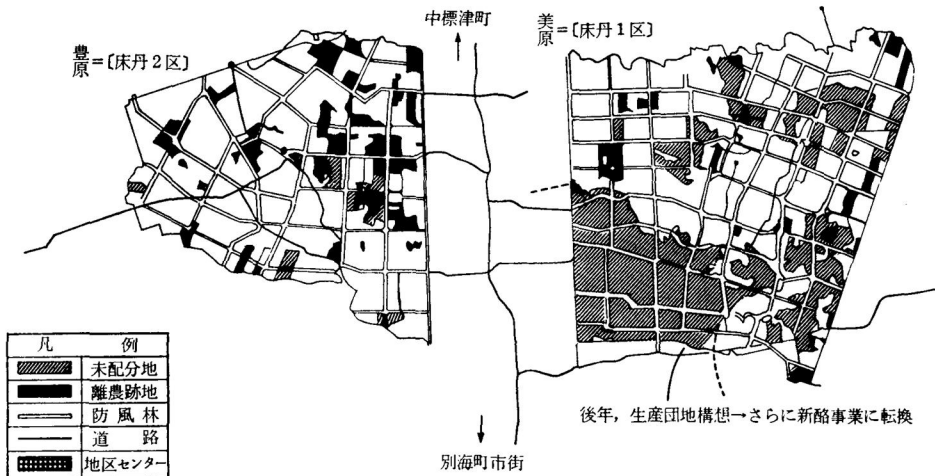 中標津町
豊原=〔床丹2区〕
美原=〔床丹1区〕
凡例
未配分地
離農跡地
防風林
道路
地区センター
後年，生産団地構想→さらに新酪事業に転換
別海町市街